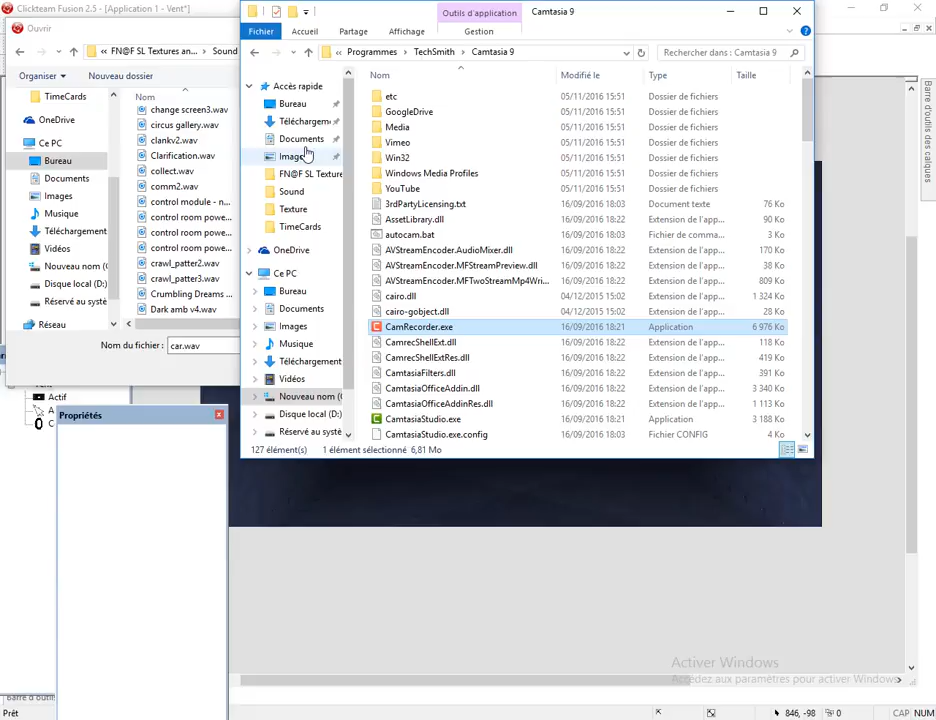 Clickteam Fusion 2.5 - [Application 1 - Vent*]
Ouvrir
« FN@F SL Textures an... › Sound
Organiser
Nouveau dossier
TimeCards
OneDrive
Ce PC
Bureau
Documents
Images
Musique
Téléchargement
Vidéos
Nouveau nom (
Disque local (D:)
Réservé au systè
Réseau
Nom
change screen3.wav
circus gallery.wav
clankv2.wav
Clarification.wav
collect.wav
comm2.wav
control module - n...
control room powe...
control room powe...
control room powe...
crawl_patter2.wav
crawl_patter3.wav
Crumbling Dreams ...
Dark amb v4.wav
Nom du fichier :
car.wav
Actif
Propriétés
Prêt
Outils d'application
Camtasia 9
Fichier
Accueil
Partage
Affichage
Gestion
« Programmes › TechSmith › Camtasia 9
Rechercher dans : Camtasia 9
Accès rapide
Bureau
Téléchargeme
Documents
Images
FN@F SL Texture
Sound
Texture
TimeCards
OneDrive
Ce PC
Bureau
Documents
Images
Musique
Téléchargement
Vidéos
Nouveau nom (
Disque local (D:)
Réservé au systè
Nom Modifié le Type Taille
etc 05/11/2016 15:51 Dossier de fichiers
GoogleDrive 05/11/2016 15:51 Dossier de fichiers
Media 05/11/2016 15:51 Dossier de fichiers
Vimeo 05/11/2016 15:51 Dossier de fichiers
Win32 05/11/2016 15:51 Dossier de fichiers
Windows Media Profiles 05/11/2016 15:51 Dossier de fichiers
YouTube 05/11/2016 15:51 Dossier de fichiers
3rdPartyLicensing.txt 16/09/2016 18:03 Document texte 76 Ko
AssetLibrary.dll 16/09/2016 18:22 Extension de l'app... 90 Ko
autocam.bat 16/09/2016 18:03 Fichier de comma... 3 Ko
AVStreamEncoder.AudioMixer.dll 16/09/2016 18:22 Extension de l'app... 170 Ko
AVStreamEncoder.MFStreamPreview.dll 16/09/2016 18:22 Extension de l'app... 38 Ko
AVStreamEncoder.MFTwoStreamMp4Wri... 16/09/2016 18:22 Extension de l'app... 809 Ko
cairo.dll 04/12/2015 15:02 Extension de l'app... 1 324 Ko
cairo-gobject.dll 04/12/2015 15:02 Extension de l'app... 28 Ko
CamRecorder.exe 16/09/2016 18:21 Application 6 976 Ko
CamrecShellExt.dll 16/09/2016 18:22 Extension de l'app... 118 Ko
CamrecShellExtRes.dll 16/09/2016 18:22 Extension de l'app... 419 Ko
CamtasiaFilters.dll 16/09/2016 18:22 Extension de l'app... 391 Ko
CamtasiaOfficeAddin.dll 16/09/2016 18:22 Extension de l'app... 3 340 Ko
CamtasiaOfficeAddinRes.dll 16/09/2016 18:22 Extension de l'app... 1 113 Ko
CamtasiaStudio.exe 16/09/2016 18:22 Application 3 188 Ko
CamtasiaStudio.exe.config 16/09/2016 18:03 Fichier CONFIG 4 Ko
127 élément(s) 1 élément sélectionné 6,81 Mo
Barre d'outils des calques
Activer Windows
Accédez aux paramètres pour activer Windows.
846, -98
0
CAP
NUM